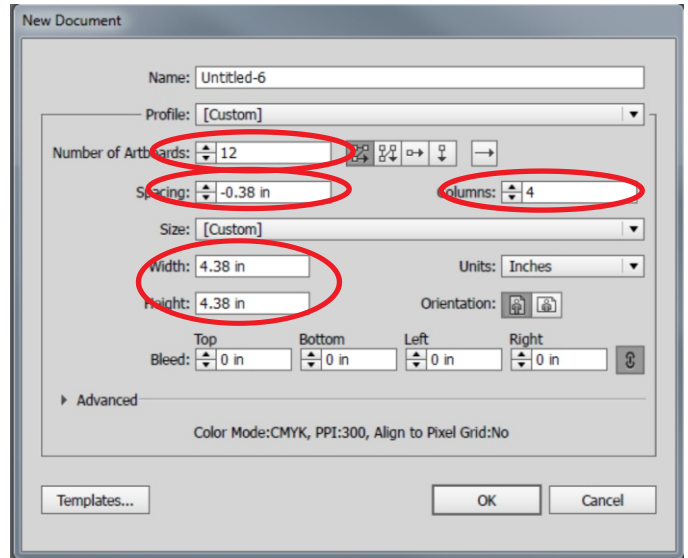 New Document
Name: Untitled-6
Profile: [Custom]
Number of Artboards: 12
Spacing: -0.38 in Columns: 4
Size: [Custom]
Width: 4.38 in Units: Inches
Height: 4.38 in Orientation:
Top Bottom Left Right
Bleed: 0 in 0 in 0 in 0 in
Advanced
Color Mode:CMYK, PPI:300, Align to Pixel Grid:No
Templates... OK Cancel